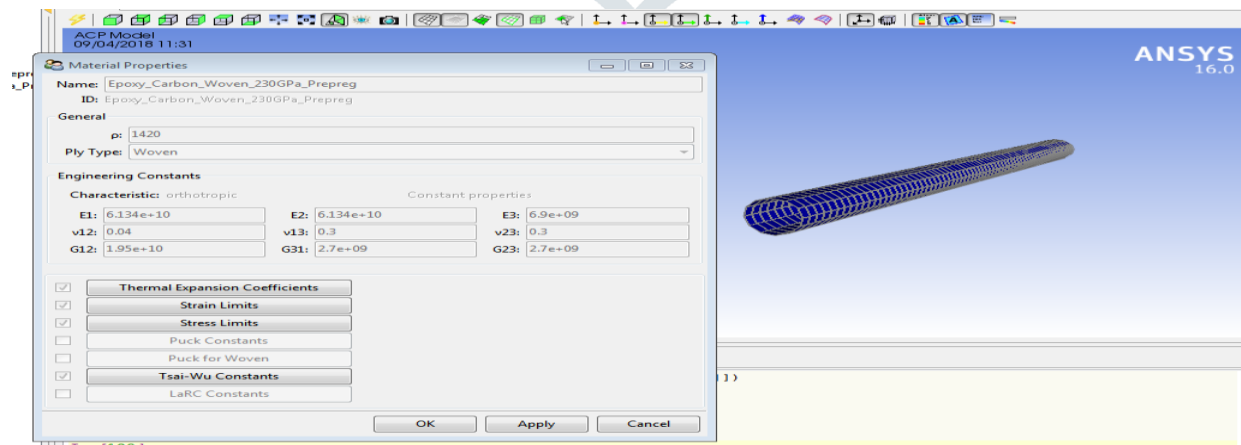 ACP Model
09/04/2018 11:31
ANSYS
16.0
Material Properties
Name: Epoxy_Carbon_Woven_230GPa_Prepreg
ID: Epoxy_Carbon_Woven_230GPa_Prepreg
General
ρ: 1420
Ply Type: Woven
Engineering Constants
Characteristic: orthotropic Constant properties
E1: 6.134e+10 E2: 6.134e+10 E3: 6.9e+09
ν12: 0.04 ν13: 0.3 ν23: 0.3
G12: 1.95e+10 G31: 2.7e+09 G23: 2.7e+09
Thermal Expansion Coefficients
Strain Limits
Stress Limits
Puck Constants
Puck for Woven
Tsai-Wu Constants
LaRC Constants
])
OK Apply Cancel